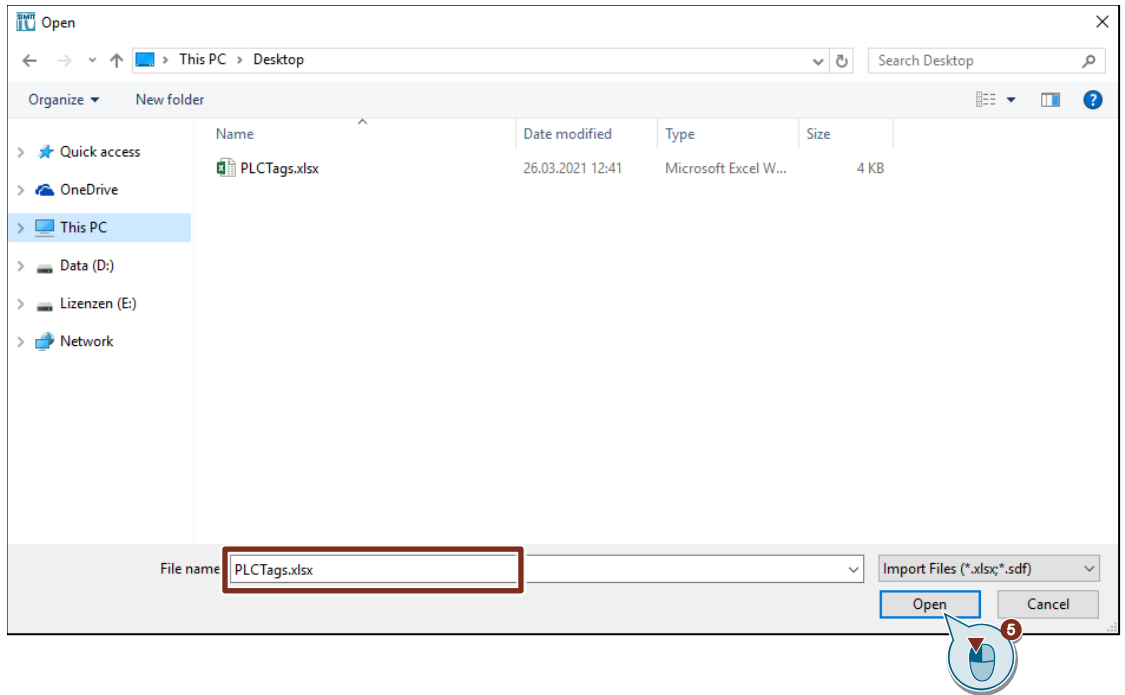 SIMIT Open
This PC > Desktop
Search Desktop
Organize
New folder
Name
Date modified
Type
Size
PLCTags.xlsx
26.03.2021 12:41
Microsoft Excel W...
4 KB
Quick access
OneDrive
This PC
Data (D:)
Lizenzen (E:)
Network
File name
PLCTags.xlsx
Import Files (*.xlsx;*.sdf)
Open
Cancel
5